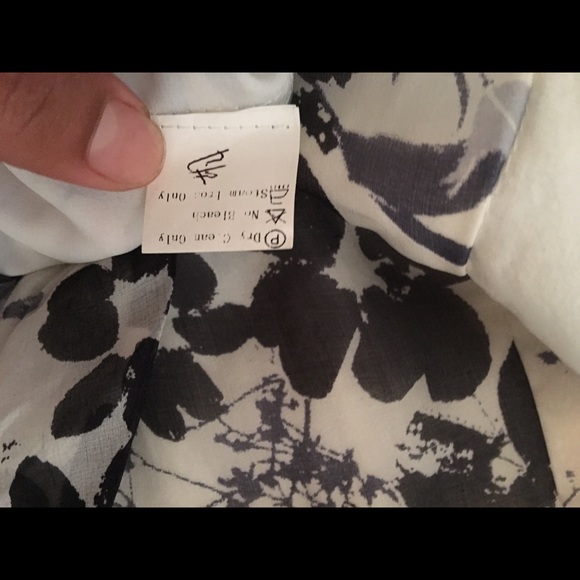 Ⓟ Dry Clean Only
No Bleach
Steam Iron Only